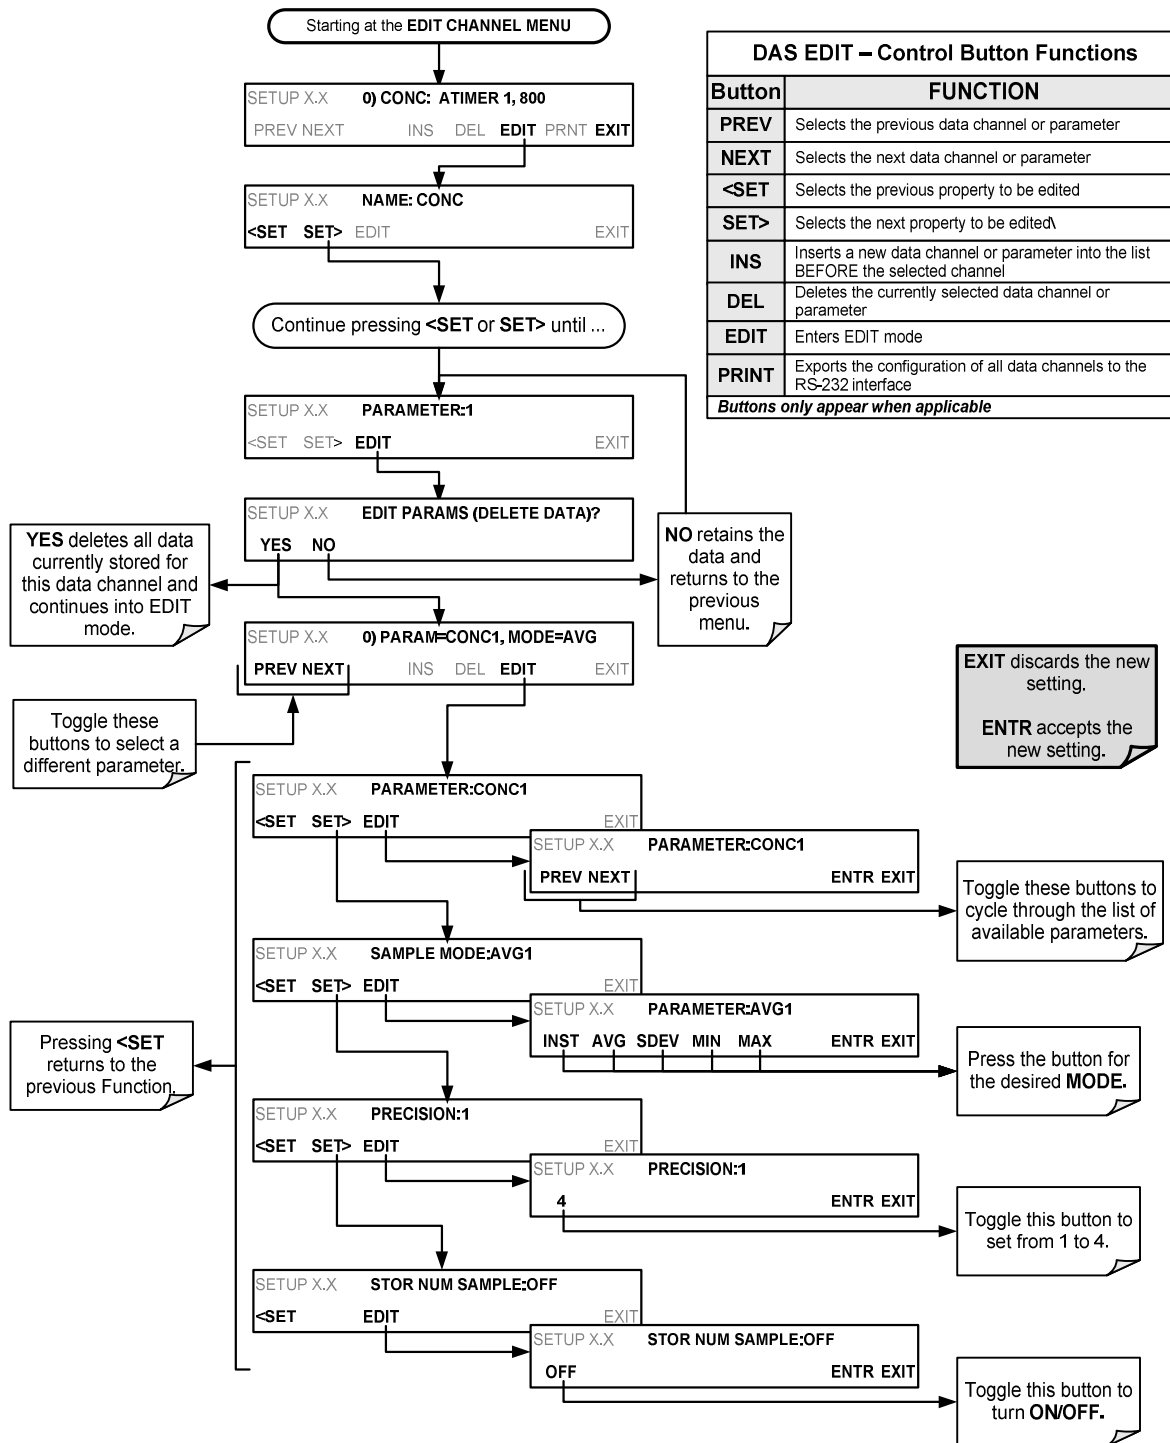 Starting at the EDIT CHANNEL MENU
SETUP X.X 0) CONC: ATIMER 1, 800
PREV NEXT INS DEL EDIT PRNT EXIT
SETUP X.X NAME: CONC
<SET SET> EDIT EXIT
Continue pressing <SET or SET> until ...
SETUP X.X PARAMETER:1
<SET SET> EDIT EXIT
SETUP X.X EDIT PARAMS (DELETE DATA)?
YES NO
YES deletes all data
currently stored for
this data channel and
continues into EDIT
mode.
NO retains the
data and
returns to the
previous
menu.
SETUP X.X 0) PARAM=CONC1, MODE=AVG
PREV NEXT INS DEL EDIT EXIT
Toggle these
buttons to select a
different parameter.
DAS EDIT – Control Button Functions
Button FUNCTION
PREV Selects the previous data channel or parameter
NEXT Selects the next data channel or parameter
<SET Selects the previous property to be edited
SET> Selects the next property to be edited\
INS Inserts a new data channel or parameter into the list
BEFORE the selected channel
DEL Deletes the currently selected data channel or
parameter
EDIT Enters EDIT mode
PRINT Exports the configuration of all data channels to the
RS-232 interface
Buttons only appear when applicable
EXIT discards the new
setting.
ENTR accepts the
new setting.
SETUP X.X PARAMETER:CONC1
<SET SET> EDIT EXIT
SETUP X.X PARAMETER:CONC1
PREV NEXT ENTR EXIT
Toggle these buttons to
cycle through the list of
available parameters.
SETUP X.X SAMPLE MODE:AVG1
<SET SET> EDIT EXIT
SETUP X.X PARAMETER:AVG1
INST AVG SDEV MIN MAX ENTR EXIT
Press the button for
the desired MODE.
Pressing <SET
returns to the
previous Function.
SETUP X.X PRECISION:1
<SET SET> EDIT EXIT
SETUP X.X PRECISION:1
4 ENTR EXIT
Toggle this button to
set from 1 to 4.
SETUP X.X STOR NUM SAMPLE:OFF
<SET EDIT EXIT
SETUP X.X STOR NUM SAMPLE:OFF
OFF ENTR EXIT
Toggle this button to
turn ON/OFF.